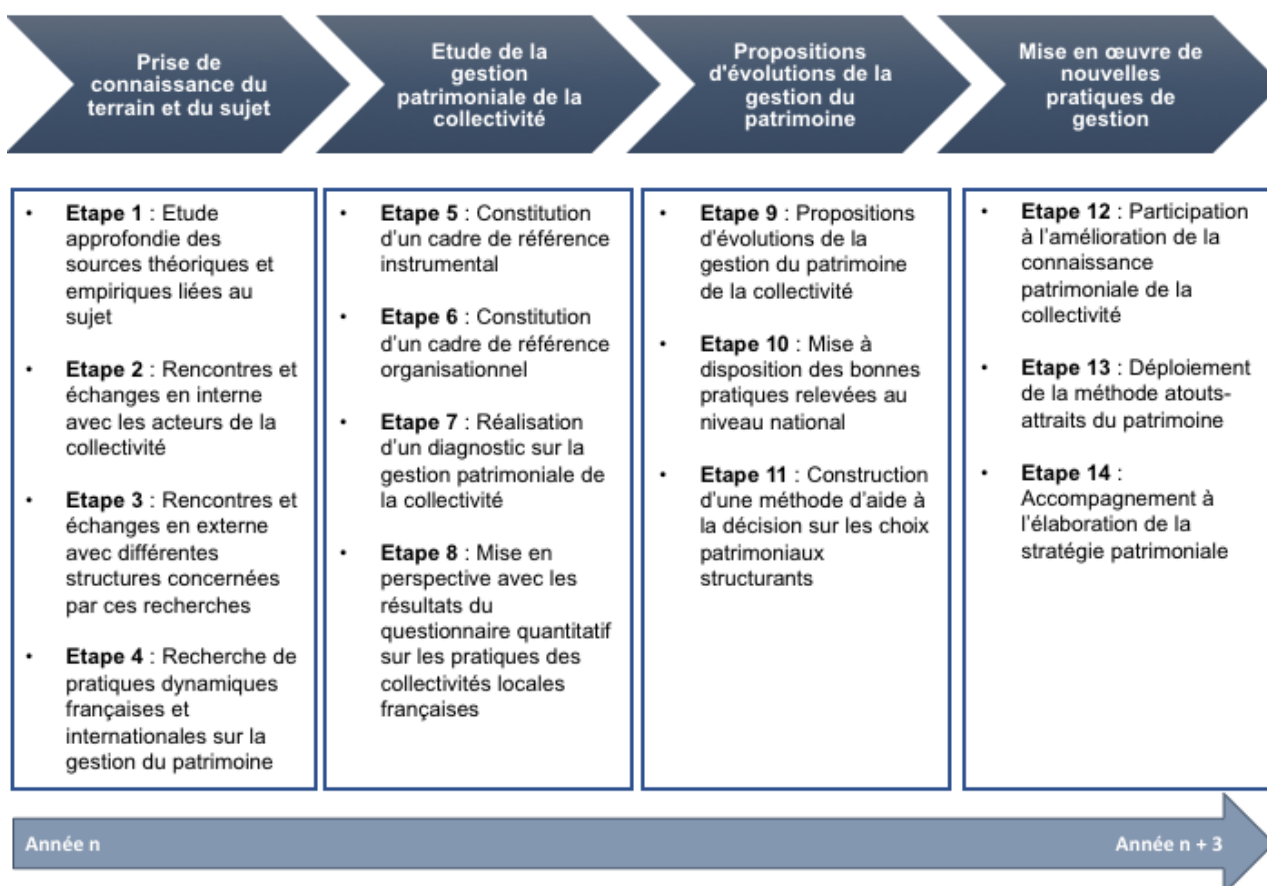 Prise de
connaissance du
terrain et du sujet
Etude de la
gestion
patrimoniale de la
collectivité
Propositions
d'évolutions de la
gestion du
patrimoine
Mise en œuvre de
nouvelles
pratiques de
gestion
• Etape 1 : Etude
approfondie des
sources théoriques et
empiriques liées au
sujet
• Etape 2 : Rencontres et
échanges en interne
avec les acteurs de la
collectivité
• Etape 3 : Rencontres et
échanges en externe
avec différentes
structures concernées
par ces recherches
• Etape 4 : Recherche de
pratiques dynamiques
françaises et
internationales sur la
gestion du patrimoine
• Etape 5 : Constitution
d'un cadre de référence
instrumental
• Etape 6 : Constitution
d'un cadre de référence
organisationnel
• Etape 7 : Réalisation
d'un diagnostic sur la
gestion patrimoniale de
la collectivité
• Etape 8 : Mise en
perspective avec les
résultats du
questionnaire quantitatif
sur les pratiques des
collectivités locales
françaises
• Etape 9 : Propositions
d'évolutions de la
gestion du patrimoine
de la collectivité
• Etape 10 : Mise à
disposition des bonnes
pratiques relevées au
niveau national
• Etape 11 : Construction
d'une méthode d'aide à
la décision sur les choix
patrimoniaux
structurants
• Etape 12 : Participation
à l'amélioration de la
connaissance
patrimoniale de la
collectivité
• Etape 13 : Déploiement
de la méthode atouts-
attraits du patrimoine
• Etape 14 :
Accompagnement à
l'élaboration de la
stratégie patrimoniale
Année n
Année n + 3